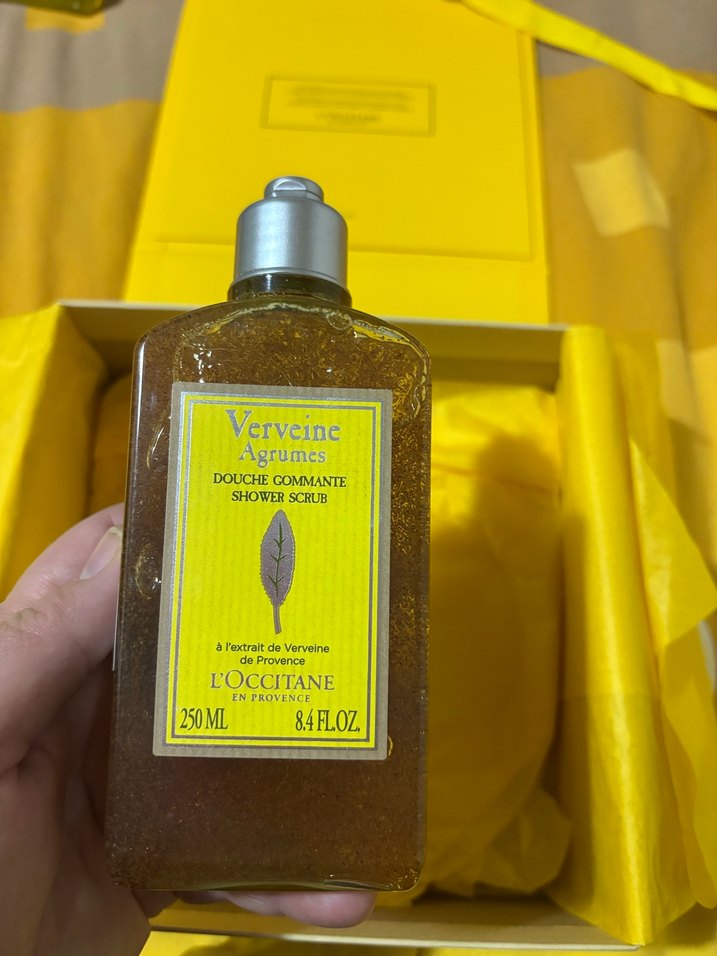 Verveine
Agrumes
DOUCHE GOMMANTE
SHOWER SCRUB
à l'extrait de Verveine
de Provence
L'OCCITANE
EN PROVENCE
250 ML 8.4 FL.OZ.